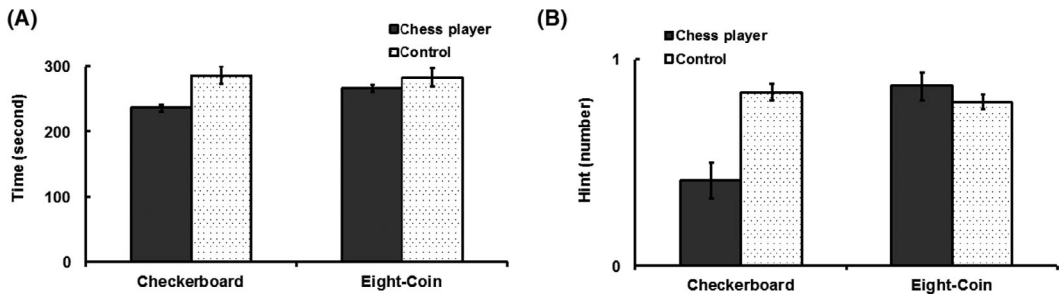 (A)
Chess player
Control
Time (second)
300
200
100
0
Checkerboard
Eight-Coin
(B)
Chess player
Control
Hint (number)
1
0
Checkerboard
Eight-Coin